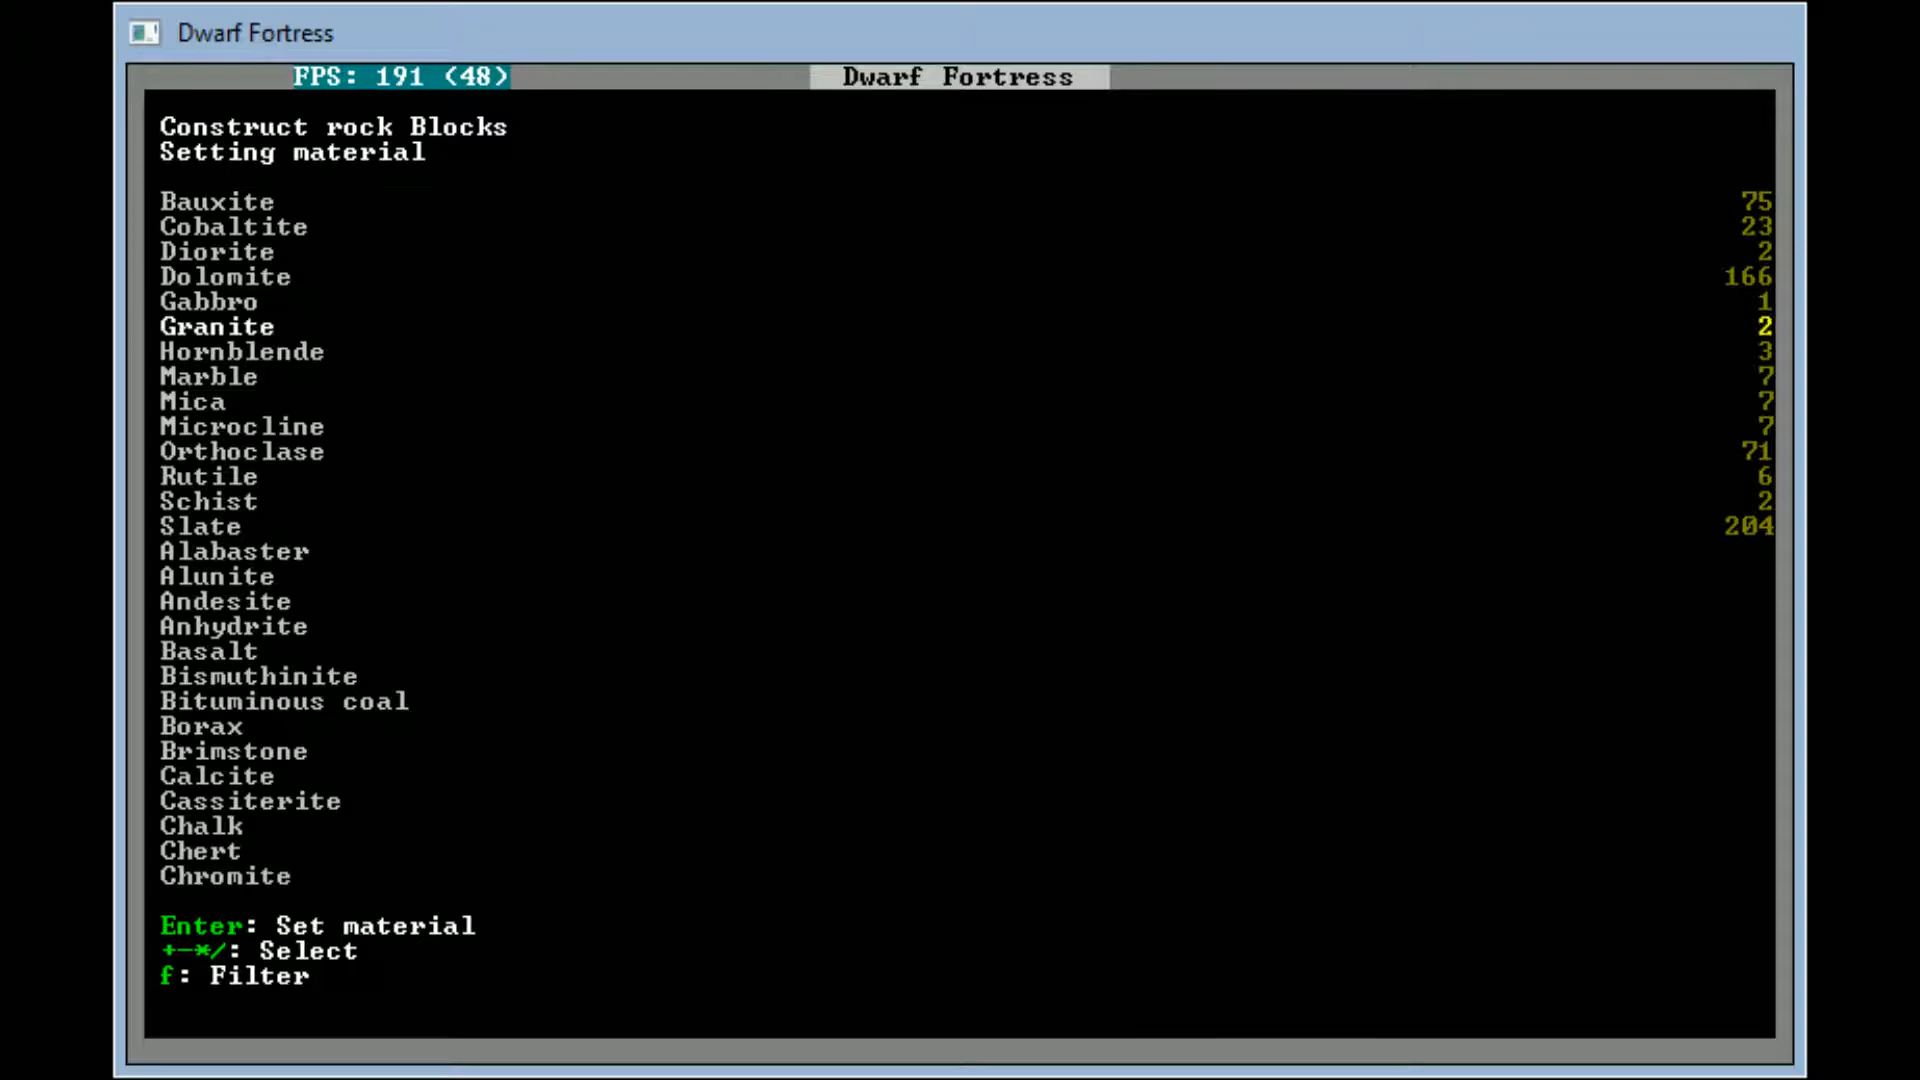 Dwarf Fortress
FPS: 191 (48)
Dwarf Fortress
Construct rock Blocks
Setting material
Bauxite 75
Cobaltite 23
Diorite 2
Dolomite 166
Gabbro 1
Granite 2
Hornblende 3
Marble 7
Mica 7
Microcline 7
Orthoclase 71
Rutile 6
Schist 2
Slate 204
Alabaster
Alunite
Andesite
Anhydrite
Basalt
Bismuthinite
Bituminous coal
Borax
Brimstone
Calcite
Cassiterite
Chalk
Chert
Chromite
Enter: Set material
+-*/: Select
f: Filter